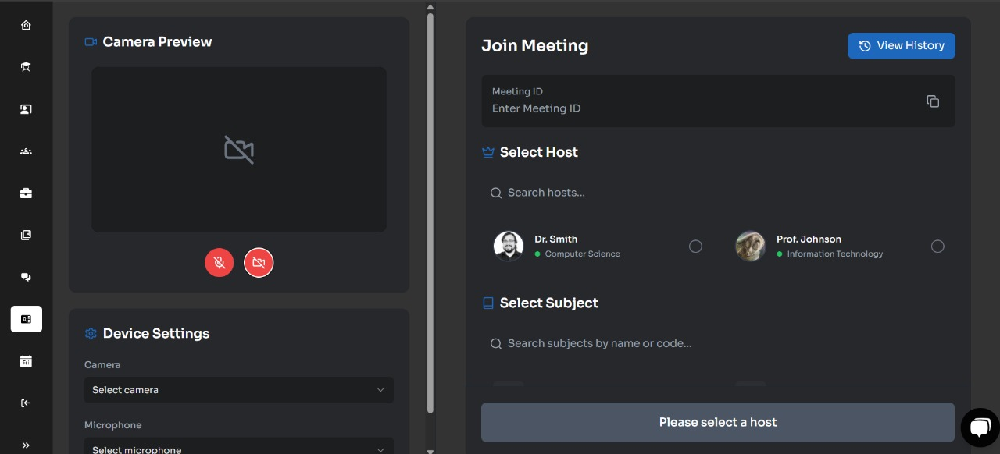 Camera Preview
Device Settings
Camera
Select camera
Microphone
Select microphone
Join Meeting
View History
Meeting ID
Enter Meeting ID
Select Host
Search hosts...
Dr. Smith
Computer Science
Prof. Johnson
Information Technology
Select Subject
Search subjects by name or code...
Please select a host
Fri